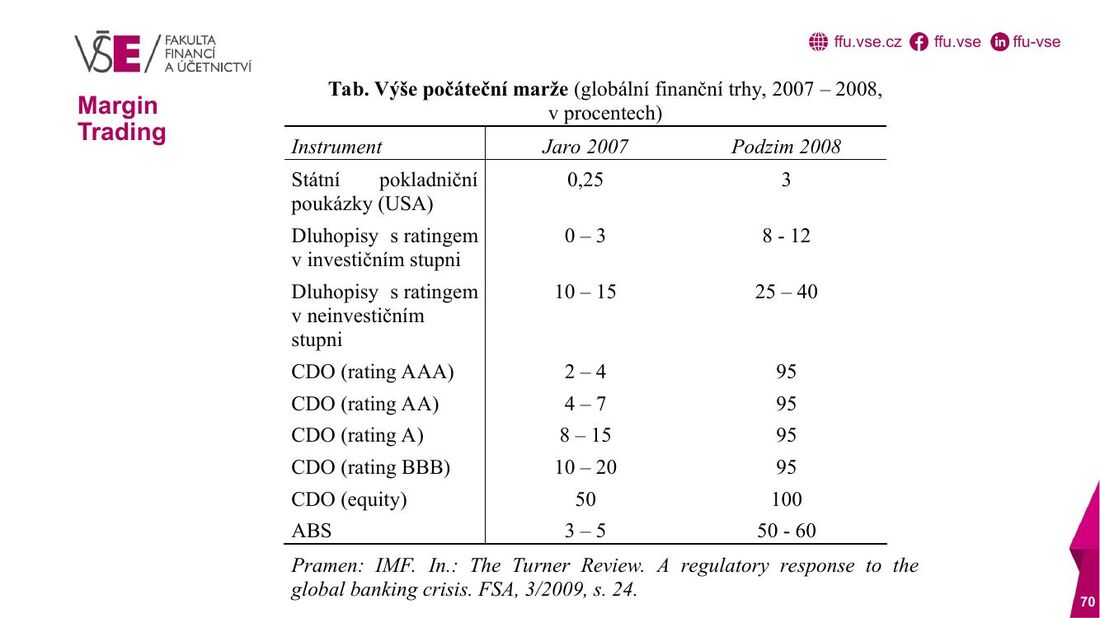 VŠE / FAKULTA
FINANCÍ
A ÚČETNICTVÍ
ffu.vse.cz ffu.vse ffu-vse
Margin
Trading
Tab. Výše počáteční marže (globální finanční trhy, 2007 – 2008,
v procentech)
Instrument Jaro 2007 Podzim 2008
Státní pokladniční 0,25 3
poukázky (USA)
Dluhopisy s ratingem 0 – 3 8 - 12
v investičním stupni
Dluhopisy s ratingem 10 – 15 25 – 40
v neinvestičním
stupni
CDO (rating AAA) 2 – 4 95
CDO (rating AA) 4 – 7 95
CDO (rating A) 8 – 15 95
CDO (rating BBB) 10 – 20 95
CDO (equity) 50 100
ABS 3 – 5 50 - 60
Pramen: IMF. In.: The Turner Review. A regulatory response to the
global banking crisis. FSA, 3/2009, s. 24.
70